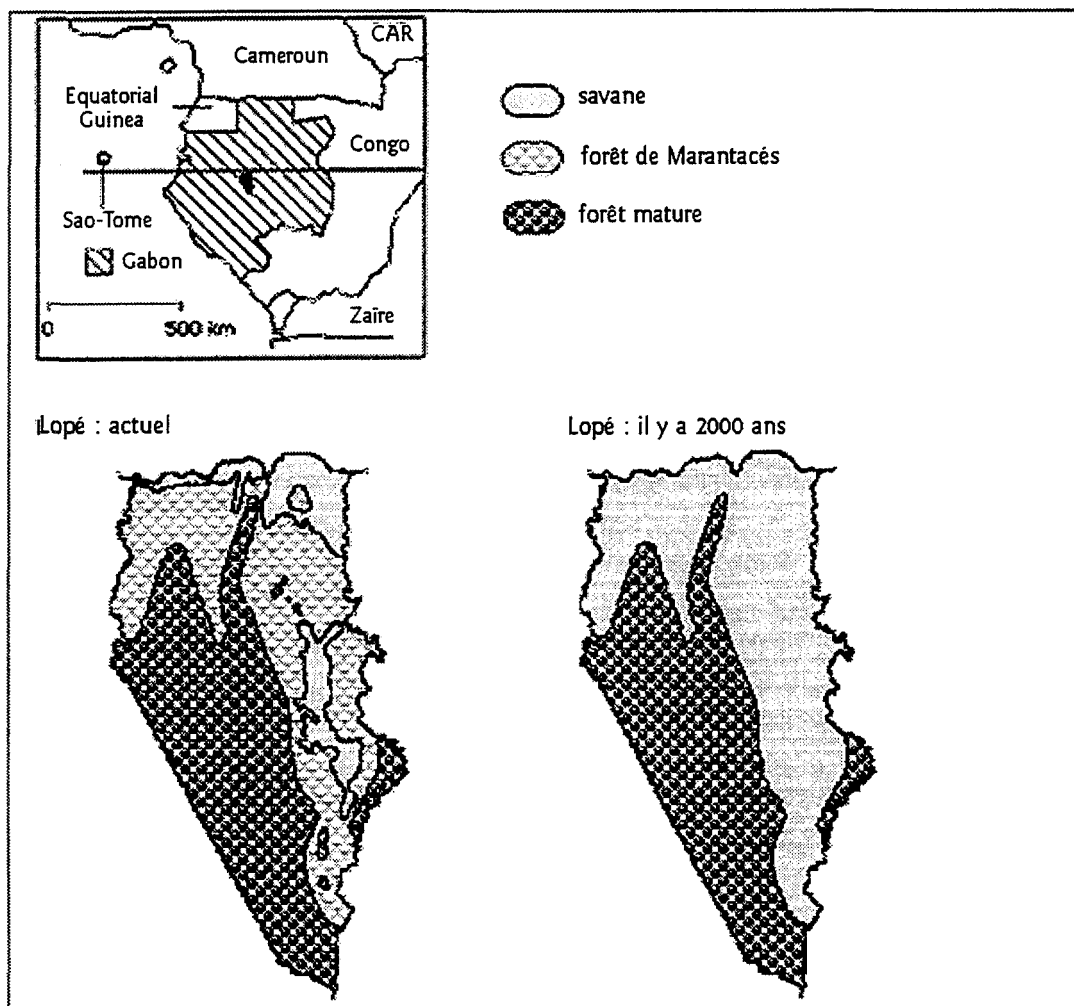 CAR
Cameroun
Equatorial
Guinea
Congo
Sao-Tome
Gabon
Zaïre
0 500 km
savane
forêt de Marantacés
forêt mature
Lopé : actuel
Lopé : il y a 2000 ans